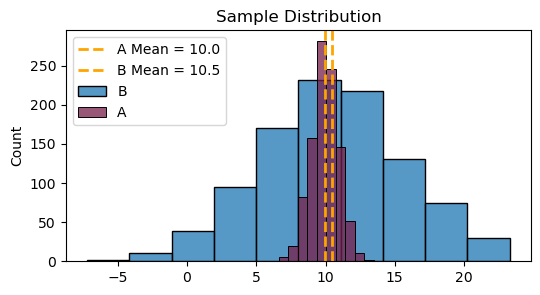 Sample Distribution
A Mean = 10.0
B Mean = 10.5
B
A
Count
250
200
150
100
50
0
−5 0 5 10 15 20